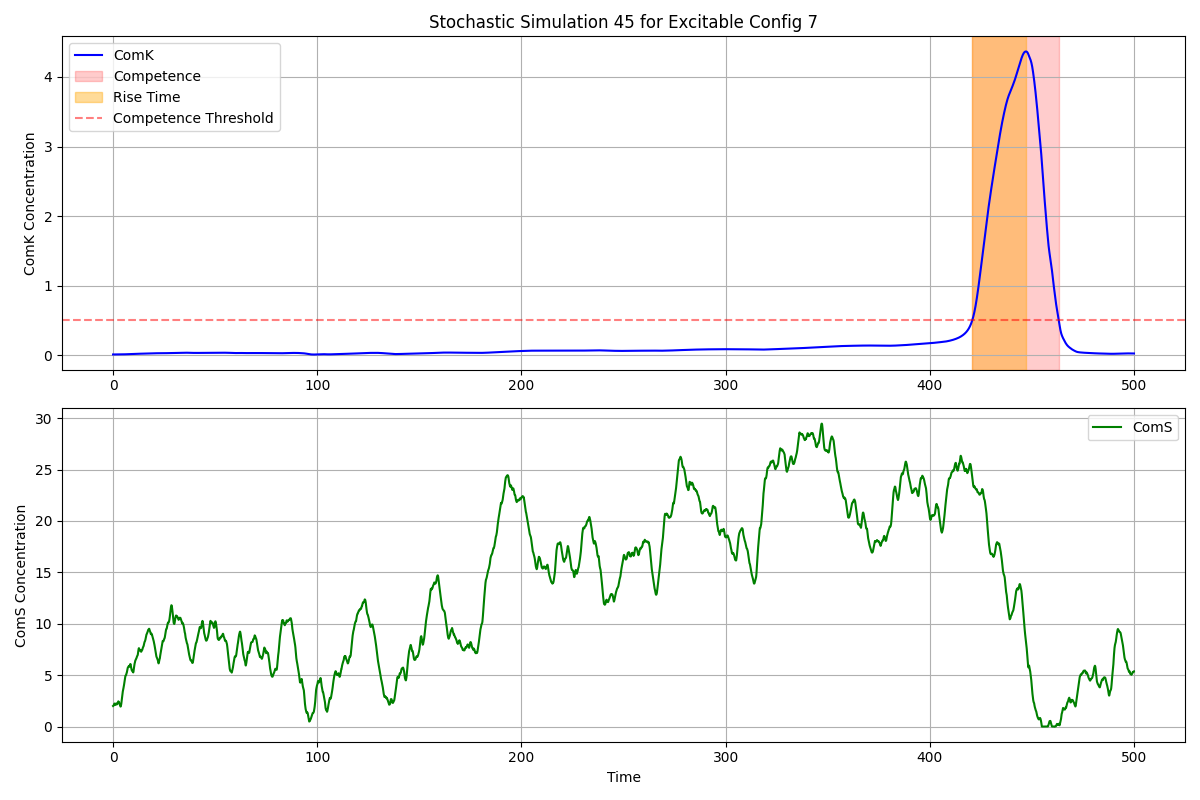 Stochastic Simulation 45 for Excitable Config 7
ComK
Competence
Rise Time
Competence Threshold
ComK Concentration
4
3
2
1
0
0 100 200 300 400 500
ComS
ComS Concentration
30
25
20
15
10
5
0
0 100 200 300 400 500
Time